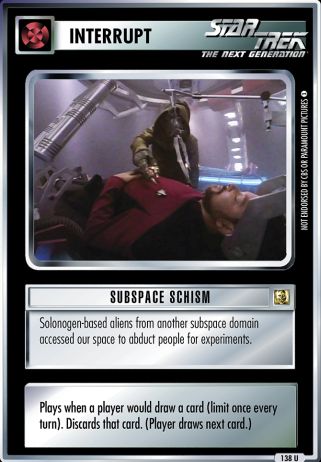 INTERRUPT
STAR TREK
THE NEXT GENERATION
NOT ENDORSED BY CBS OR PARAMOUNT PICTURES
SUBSPACE SCHISM
Solonogen-based aliens from another subspace domain
accessed our space to abduct people for experiments.
Plays when a player would draw a card (limit once every
turn). Discards that card. (Player draws next card.)
138 U